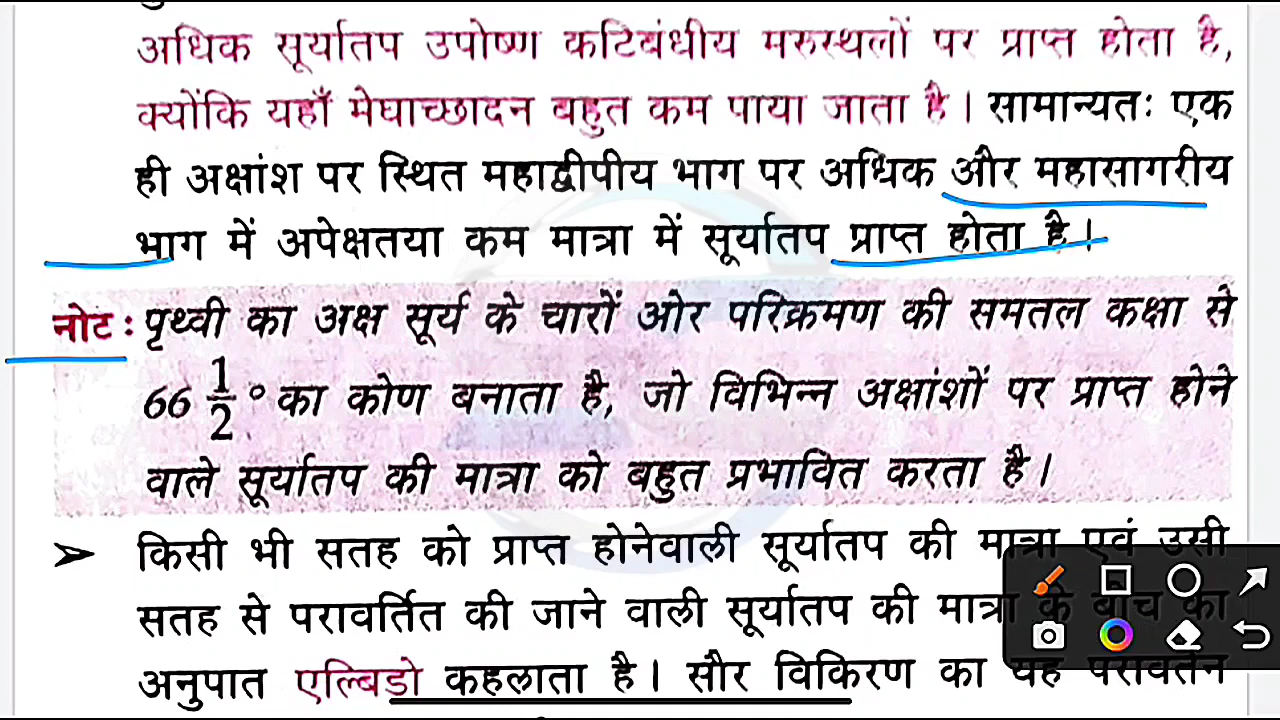 अधिक सूर्यातप उपोष्ण कटिबंधीय मरुस्थलों पर प्राप्त होता है,
क्योंकि यहाँ मेघाच्छादन बहुत कम पाया जाता है। सामान्यतः एक
ही अक्षांश पर स्थित महाद्वीपीय भाग पर अधिक और महासागरीय
भाग में अपेक्षतया कम मात्रा में सूर्यातप प्राप्त होता है।
नोट : पृथ्वी का अक्ष सूर्य के चारों ओर परिक्रमण की समतल कक्षा से
66 1/2° का कोण बनाता है, जो विभिन्न अक्षांशों पर प्राप्त होने
वाले सूर्यातप की मात्रा को बहुत प्रभावित करता है।
➢ किसी भी सतह को प्राप्त होनेवाली सूर्यातप की मात्रा एवं उसी
सतह से परावर्तित की जाने वाली सूर्यातप की मात्रा के बीच का
अनुपात एल्बिडो कहलाता है। सौर विकिरण का यह परावर्तन